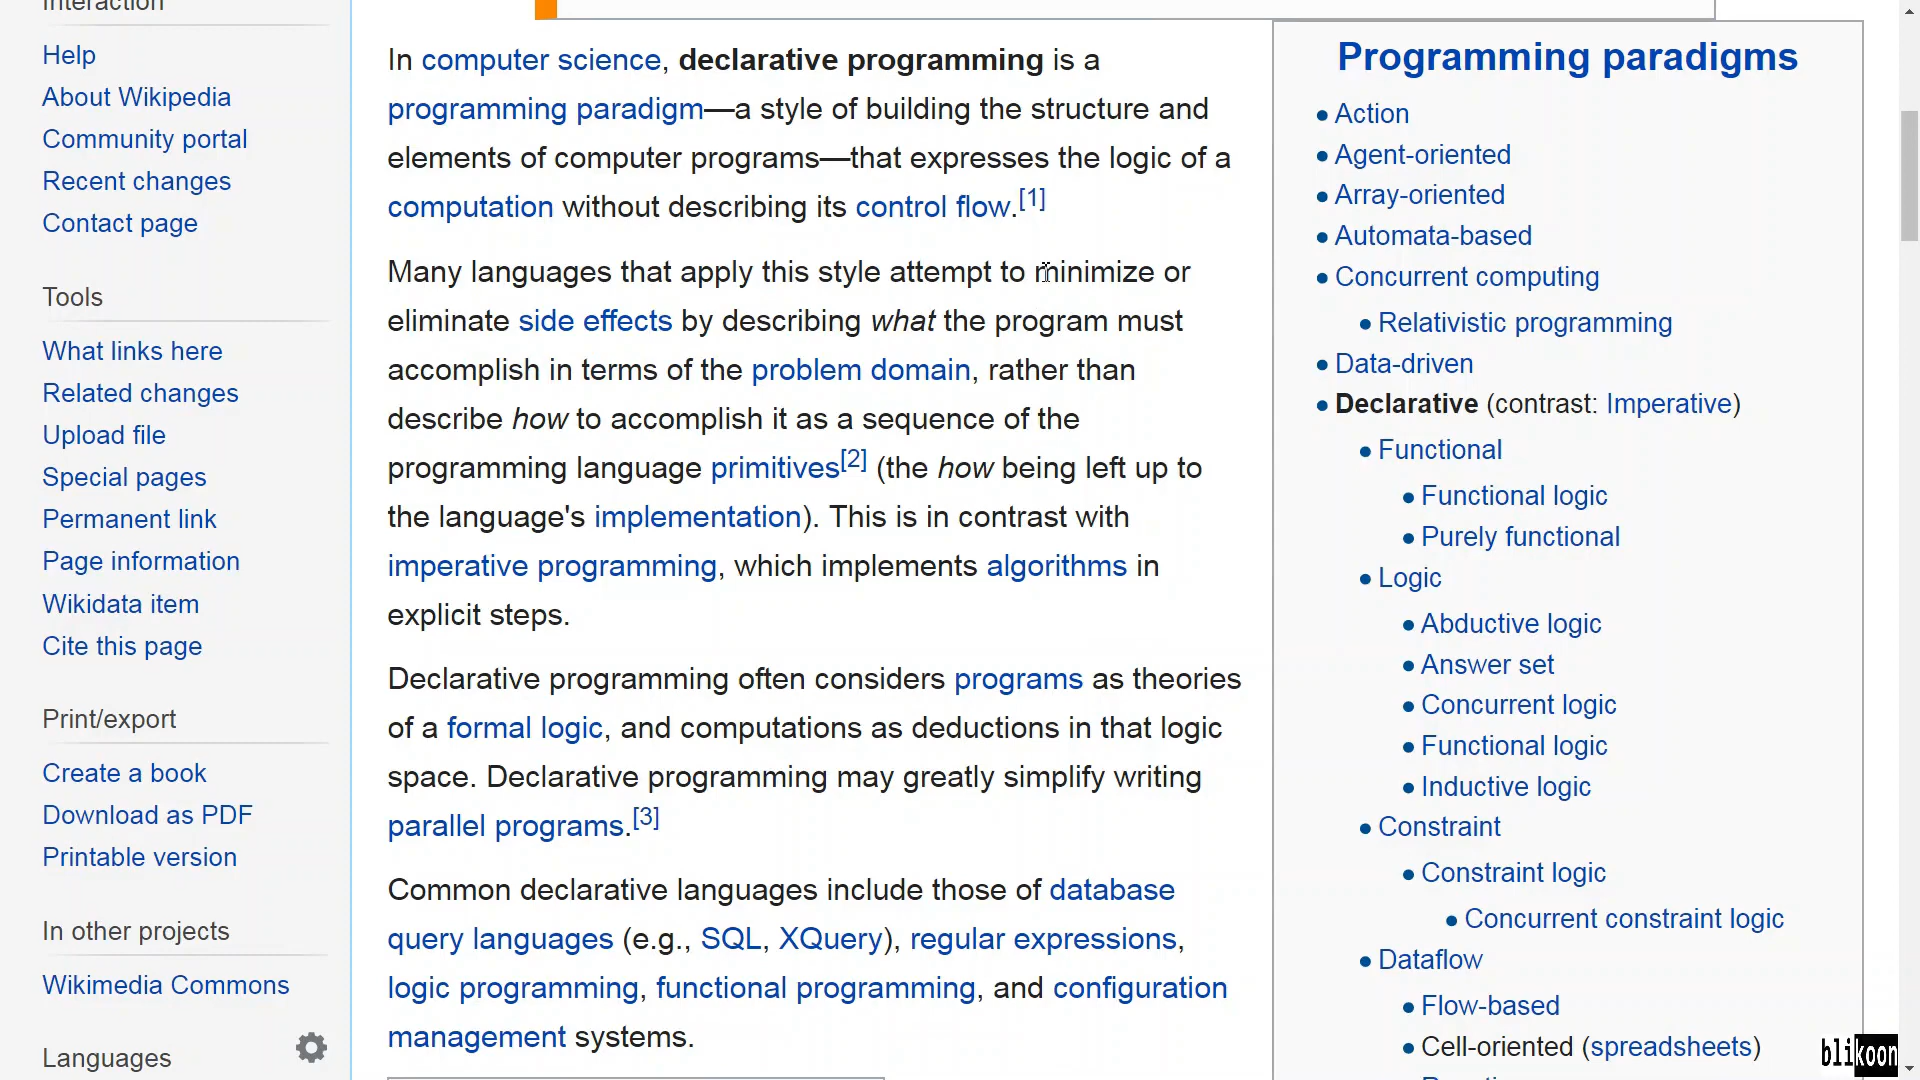 Interaction
Help
About Wikipedia
Community portal
Recent changes
Contact page
Tools
What links here
Related changes
Upload file
Special pages
Permanent link
Page information
Wikidata item
Cite this page
Print/export
Create a book
Download as PDF
Printable version
In other projects
Wikimedia Commons
Languages
In computer science, declarative programming is a
programming paradigm—a style of building the structure and
elements of computer programs—that expresses the logic of a
computation without describing its control flow.[1]
Many languages that apply this style attempt to minimize or
eliminate side effects by describing what the program must
accomplish in terms of the problem domain, rather than
describe how to accomplish it as a sequence of the
programming language primitives[2] (the how being left up to
the language's implementation). This is in contrast with
imperative programming, which implements algorithms in
explicit steps.
Declarative programming often considers programs as theories
of a formal logic, and computations as deductions in that logic
space. Declarative programming may greatly simplify writing
parallel programs.[3]
Common declarative languages include those of database
query languages (e.g., SQL, XQuery), regular expressions,
logic programming, functional programming, and configuration
management systems.
Programming paradigms
Action
Agent-oriented
Array-oriented
Automata-based
Concurrent computing
Relativistic programming
Data-driven
Declarative (contrast: Imperative)
Functional
Functional logic
Purely functional
Logic
Abductive logic
Answer set
Concurrent logic
Functional logic
Inductive logic
Constraint
Constraint logic
Concurrent constraint logic
Dataflow
Flow-based
Cell-oriented (spreadsheets)
blikoon